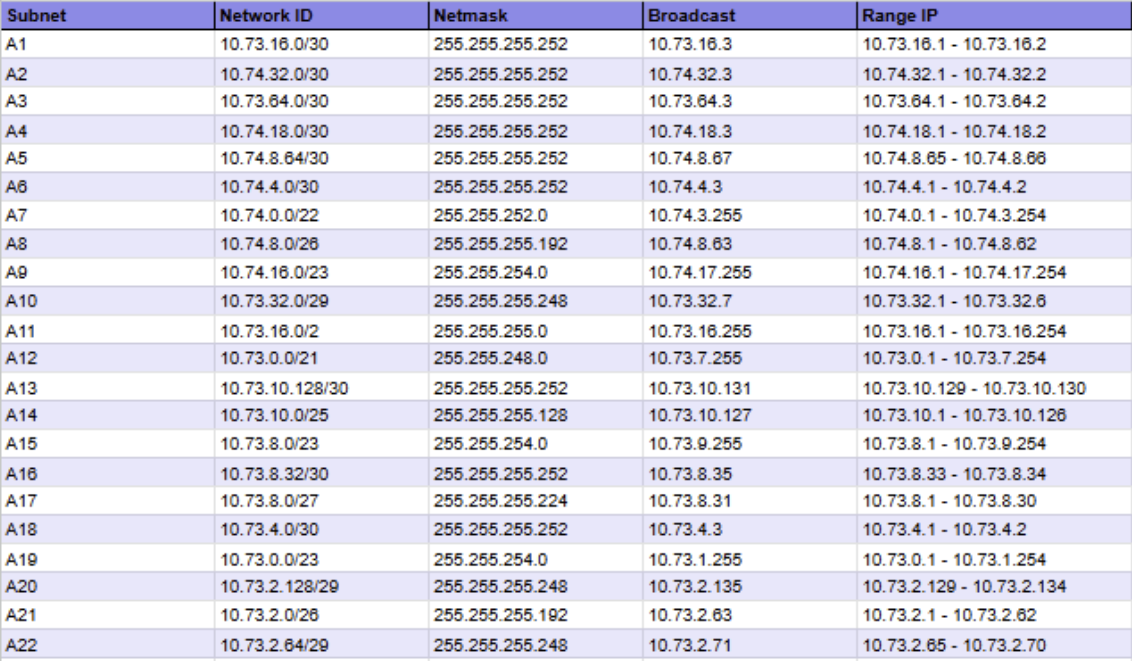 Subnet Network ID Netmask Broadcast Range IP
A1 10.73.16.0/30 255.255.255.252 10.73.16.3 10.73.16.1 - 10.73.16.2
A2 10.74.32.0/30 255.255.255.252 10.74.32.3 10.74.32.1 - 10.74.32.2
A3 10.73.64.0/30 255.255.255.252 10.73.64.3 10.73.64.1 - 10.73.64.2
A4 10.74.18.0/30 255.255.255.252 10.74.18.3 10.74.18.1 - 10.74.18.2
A5 10.74.8.64/30 255.255.255.252 10.74.8.67 10.74.8.65 - 10.74.8.66
A6 10.74.4.0/30 255.255.255.252 10.74.4.3 10.74.4.1 - 10.74.4.2
A7 10.74.0.0/22 255.255.252.0 10.74.3.255 10.74.0.1 - 10.74.3.254
A8 10.74.8.0/26 255.255.255.192 10.74.8.63 10.74.8.1 - 10.74.8.62
A9 10.74.16.0/23 255.255.254.0 10.74.17.255 10.74.16.1 - 10.74.17.254
A10 10.73.32.0/29 255.255.255.248 10.73.32.7 10.73.32.1 - 10.73.32.6
A11 10.73.16.0/2 255.255.255.0 10.73.16.255 10.73.16.1 - 10.73.16.254
A12 10.73.0.0/21 255.255.248.0 10.73.7.255 10.73.0.1 - 10.73.7.254
A13 10.73.10.128/30 255.255.255.252 10.73.10.131 10.73.10.129 - 10.73.10.130
A14 10.73.10.0/25 255.255.255.128 10.73.10.127 10.73.10.1 - 10.73.10.126
A15 10.73.8.0/23 255.255.254.0 10.73.9.255 10.73.8.1 - 10.73.9.254
A16 10.73.8.32/30 255.255.255.252 10.73.8.35 10.73.8.33 - 10.73.8.34
A17 10.73.8.0/27 255.255.255.224 10.73.8.31 10.73.8.1 - 10.73.8.30
A18 10.73.4.0/30 255.255.255.252 10.73.4.3 10.73.4.1 - 10.73.4.2
A19 10.73.0.0/23 255.255.254.0 10.73.1.255 10.73.0.1 - 10.73.1.254
A20 10.73.2.128/29 255.255.255.248 10.73.2.135 10.73.2.129 - 10.73.2.134
A21 10.73.2.0/26 255.255.255.192 10.73.2.63 10.73.2.1 - 10.73.2.62
A22 10.73.2.64/29 255.255.255.248 10.73.2.71 10.73.2.65 - 10.73.2.70